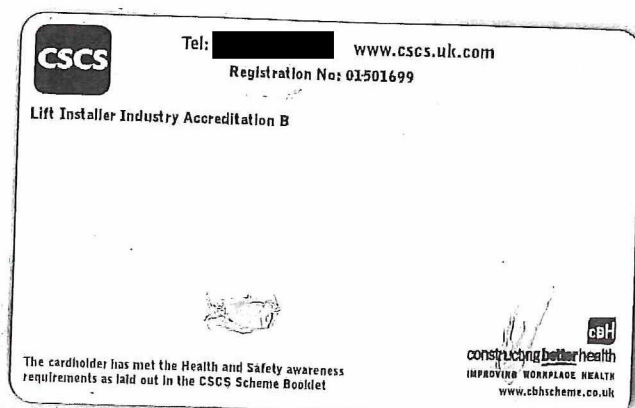 CSCS
Tel: www.cscs.uk.com
Registration No: 01501699
Lift Installer Industry Accreditation B
The cardholder has met the Health and Safety awareness
requirements as laid out in the CSCS Scheme Booklet
cBH
constructing betterhealth
IMPROVING WORKPLACE HEALTH
www.cbhscheme.co.uk